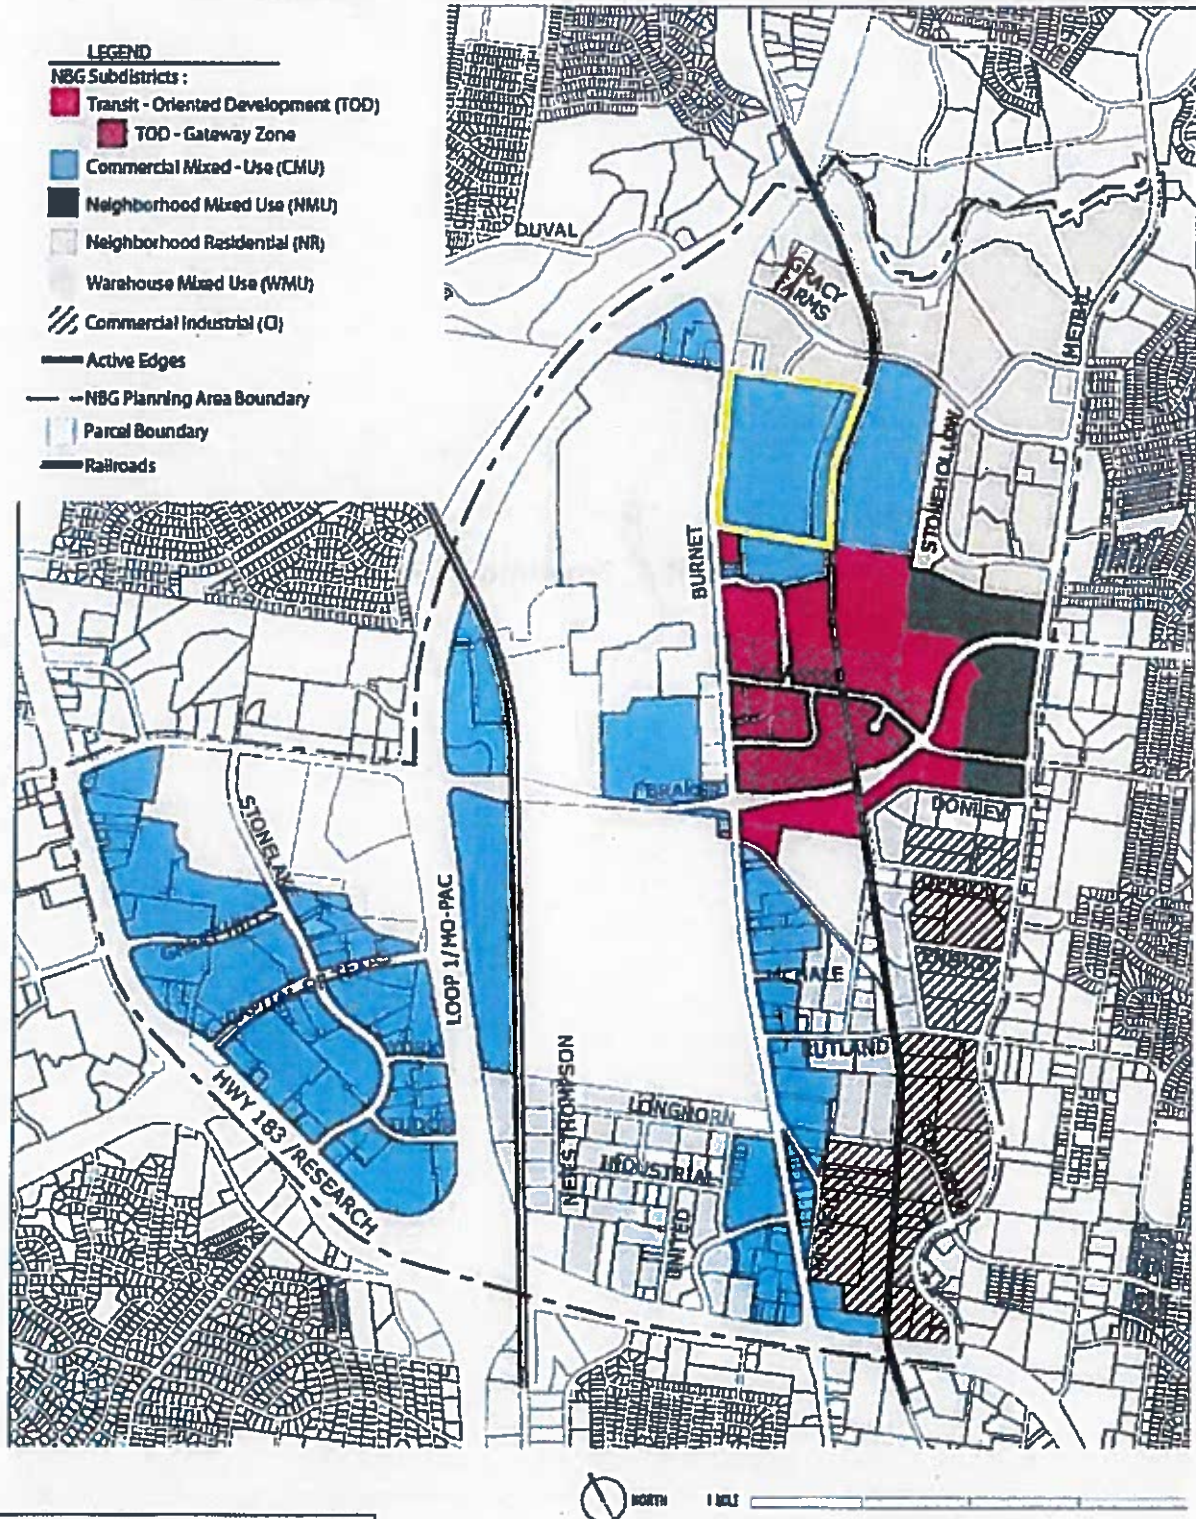 LEGEND
NBG Subdistricts :
Transit - Oriented Development (TOD)
TOD - Gateway Zone
Commercial Mixed - Use (CMU)
Neighborhood Mixed Use (NMU)
Neighborhood Residential (NR)
Warehouse Mixed Use (WMU)
Commercial Industrial (CI)
Active Edges
NBG Planning Area Boundary
Parcel Boundary
Railroads
DUVAL
GRACY
FARMS
METRIC
STONEHOLLOW
BURNET
BRAKER
DONLEY
STONELAKE
LOOP 1/MO-PAC
RUTLAND
HWY 183 /RESEARCH
NEILS THOMPSON
LONGHORN
INDUSTRIAL
UNITED
NORTH
1 MILE